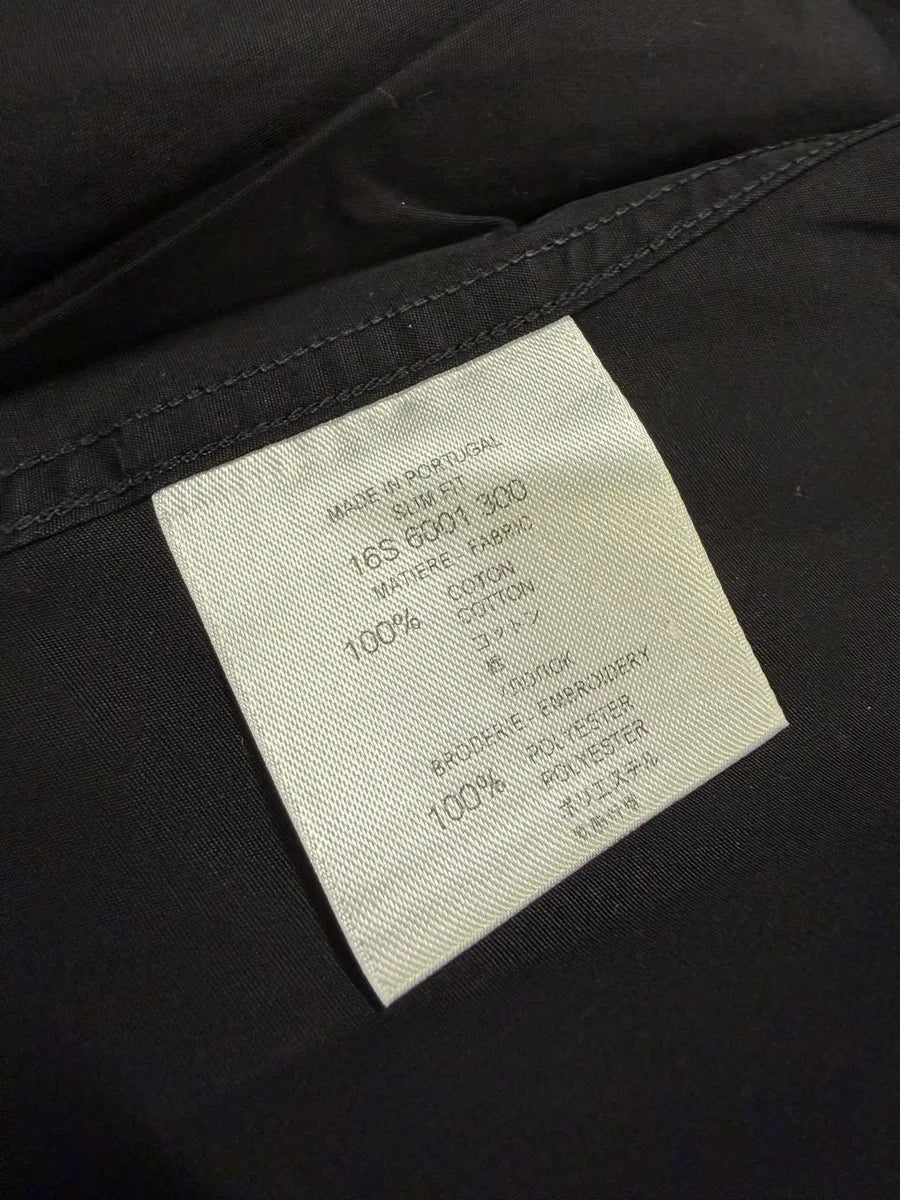 MADE IN PORTUGAL
SLIM FIT
16S 6001 300
MATIERE - FABRIC
100% COTON
COTTON
コットン
棉
ХЛОПОК
BRODERIE - EMBROIDERY
100% POLYESTER
POLYESTER
ポリエステル